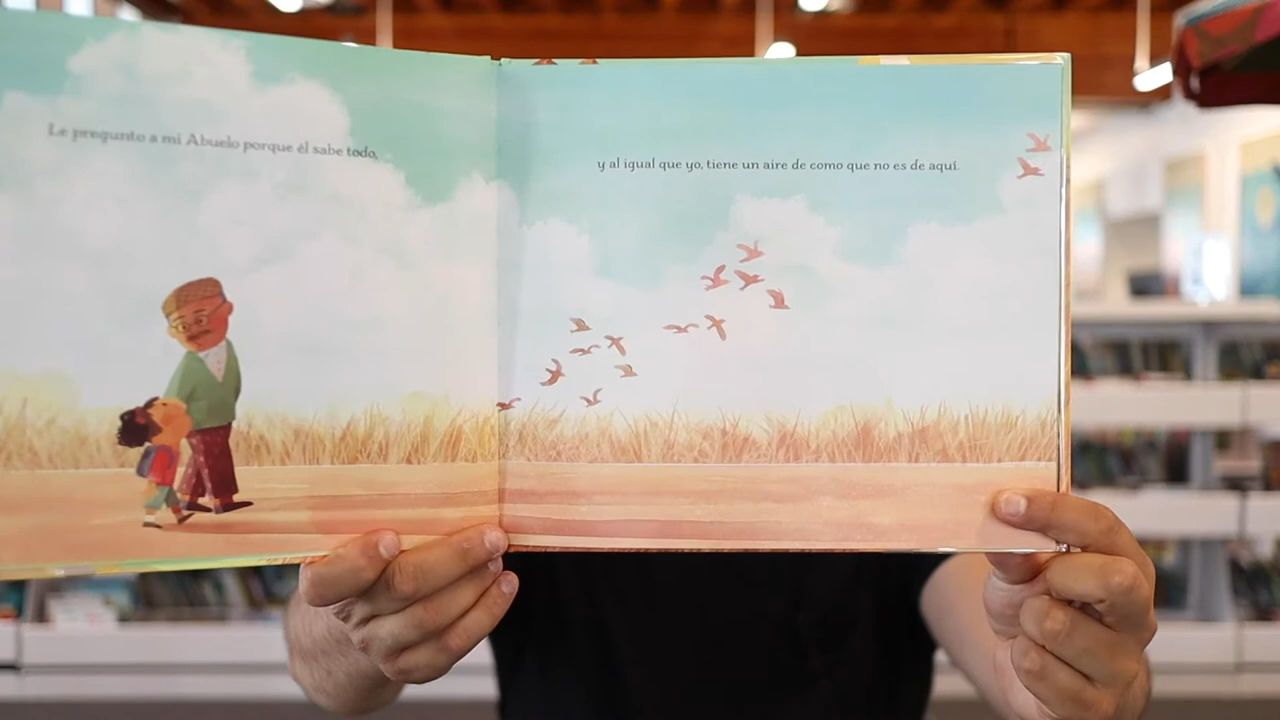 Le pregunto a mi Abuelo porque él sabe todo,
y al igual que yo, tiene un aire de como que no es de aquí.